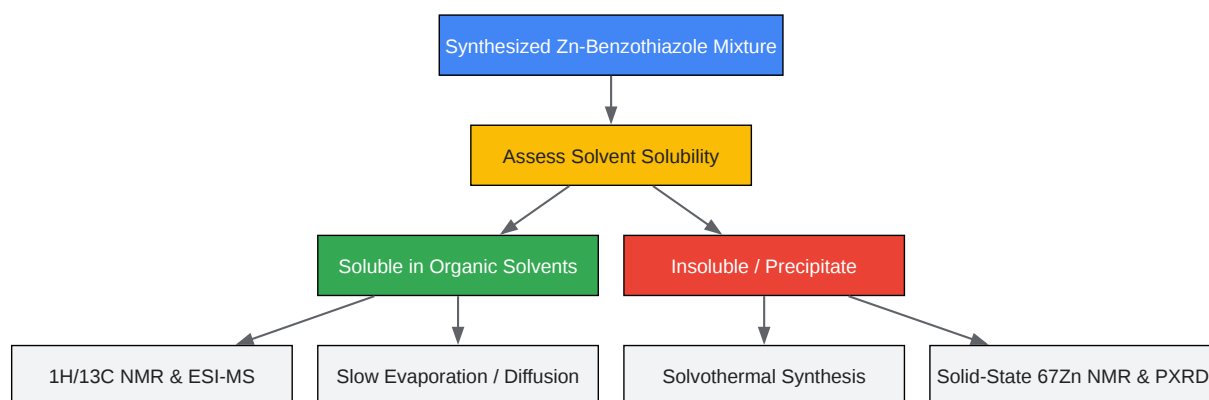 Synthesized Zn-Benzothiazole Mixture
Assess Solvent Solubility
Soluble in Organic Solvents
Insoluble / Precipitate
1H/13C NMR & ESI-MS
Slow Evaporation / Diffusion
Solvothermal Synthesis
Solid-State 67Zn NMR & PXRD